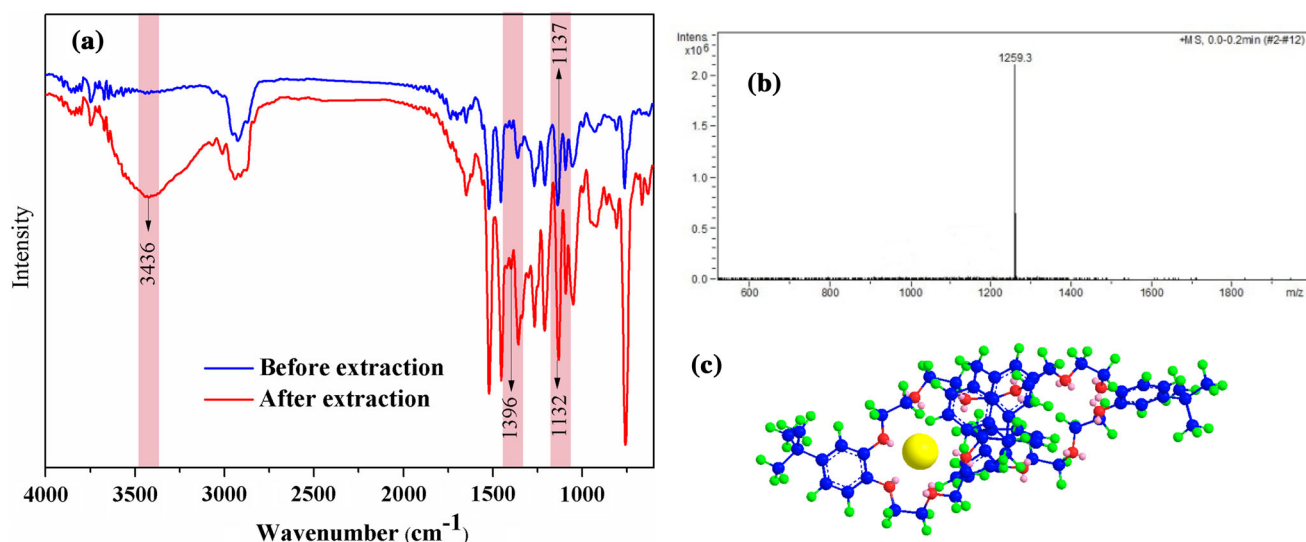 (a)
1137
3436
1396
1132
Intensity
Before extraction
After extraction
4000 3500 3000 2500 2000 1500 1000
Wavenumber (cm-1)
Intens.
x10⁶
+MS, 0.0-0.2min (#2-#12)
1259.3
(b)
2.0
1.5
1.0
0.5
0.0
600 800 1000 1200 1400 1600 1800 m/z
(c)